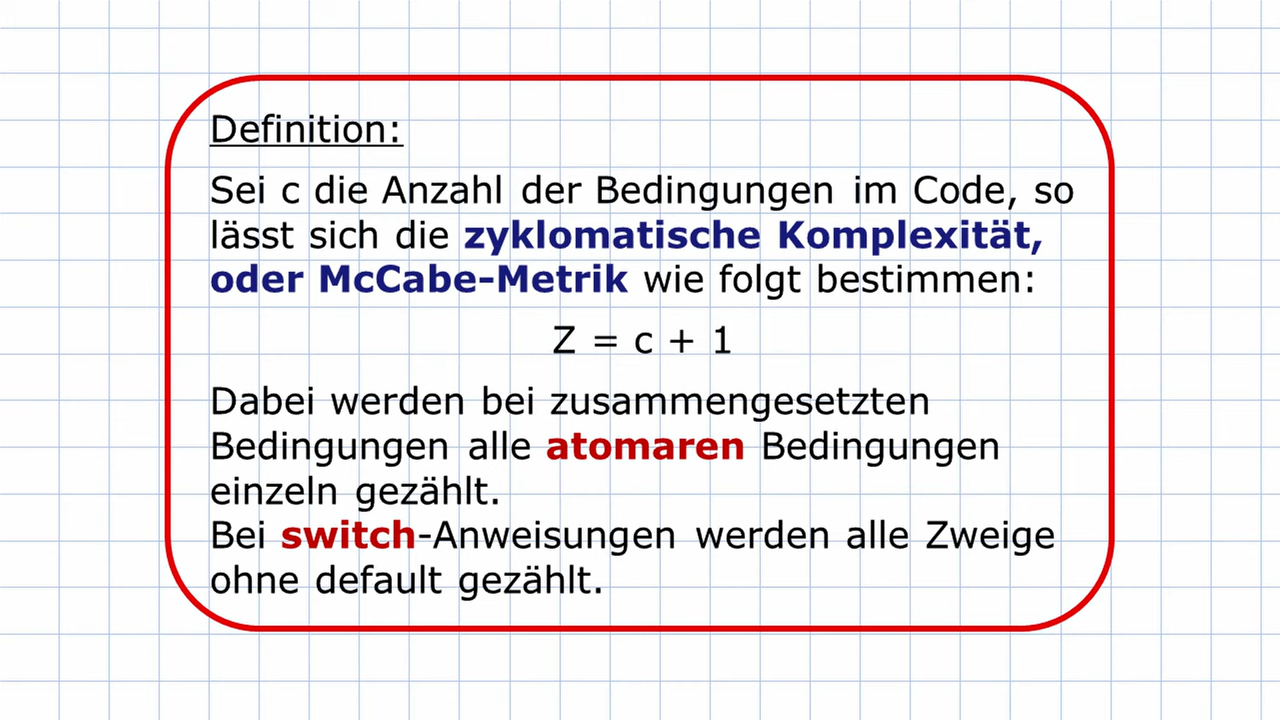 Definition:
Sei c die Anzahl der Bedingungen im Code, so
lässt sich die zyklomatische Komplexität,
oder McCabe-Metrik wie folgt bestimmen:
Z = c + 1
Dabei werden bei zusammengesetzten
Bedingungen alle atomaren Bedingungen
einzeln gezählt.
Bei switch-Anweisungen werden alle Zweige
ohne default gezählt.